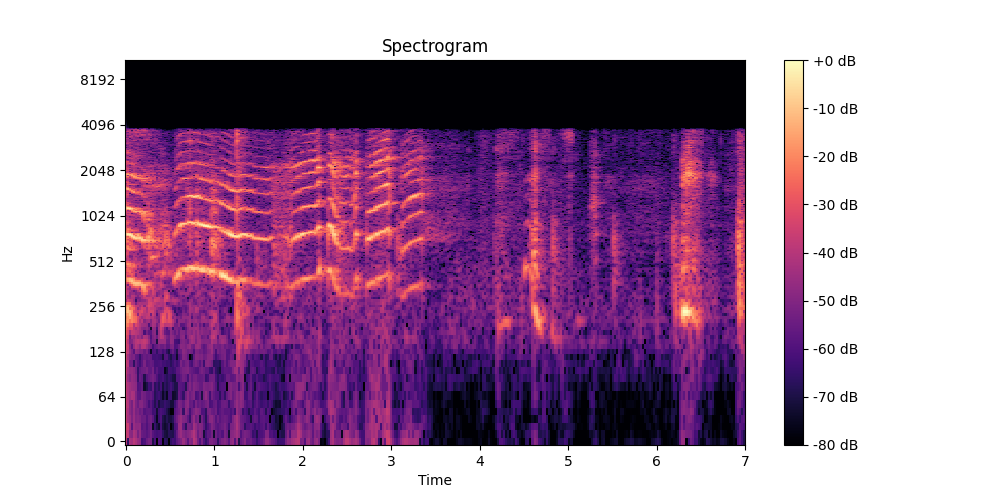 Spectrogram
8192
4096
2048
1024
512
256
128
64
0
Hz
0 1 2 3 4 5 6 7
Time
+0 dB
-10 dB
-20 dB
-30 dB
-40 dB
-50 dB
-60 dB
-70 dB
-80 dB